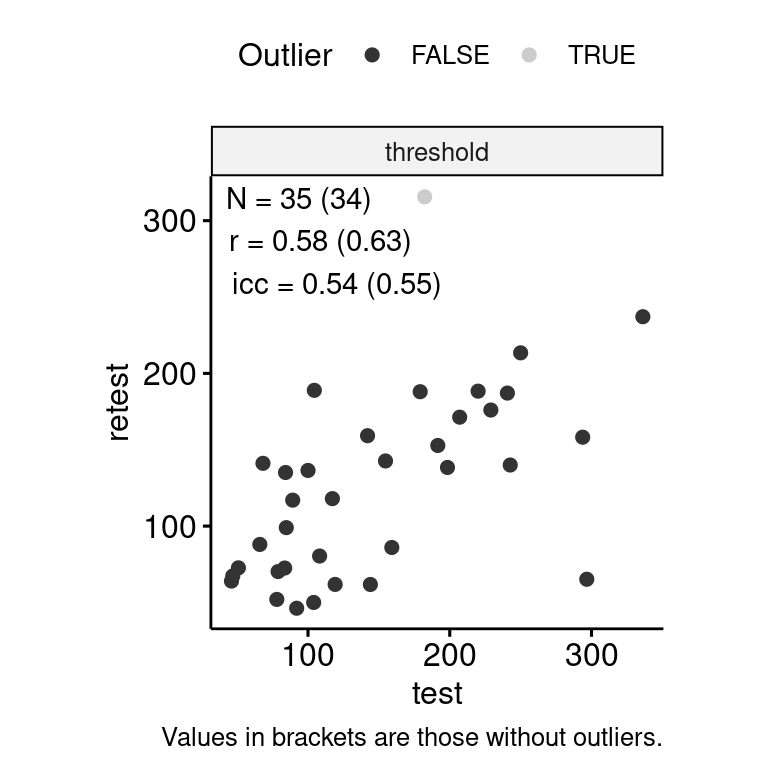 Outlier FALSE TRUE
threshold
N = 35 (34)
r = 0.58 (0.63)
icc = 0.54 (0.55)
300
200
100
retest
100 200 300
test
Values in brackets are those without outliers.